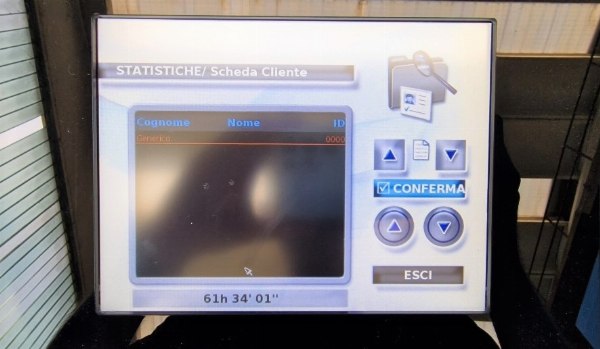 STATISTICHE/ Scheda Cliente
Cognome Nome ID
Generico 0000
CONFERMA
ESCI
61h 34' 01"